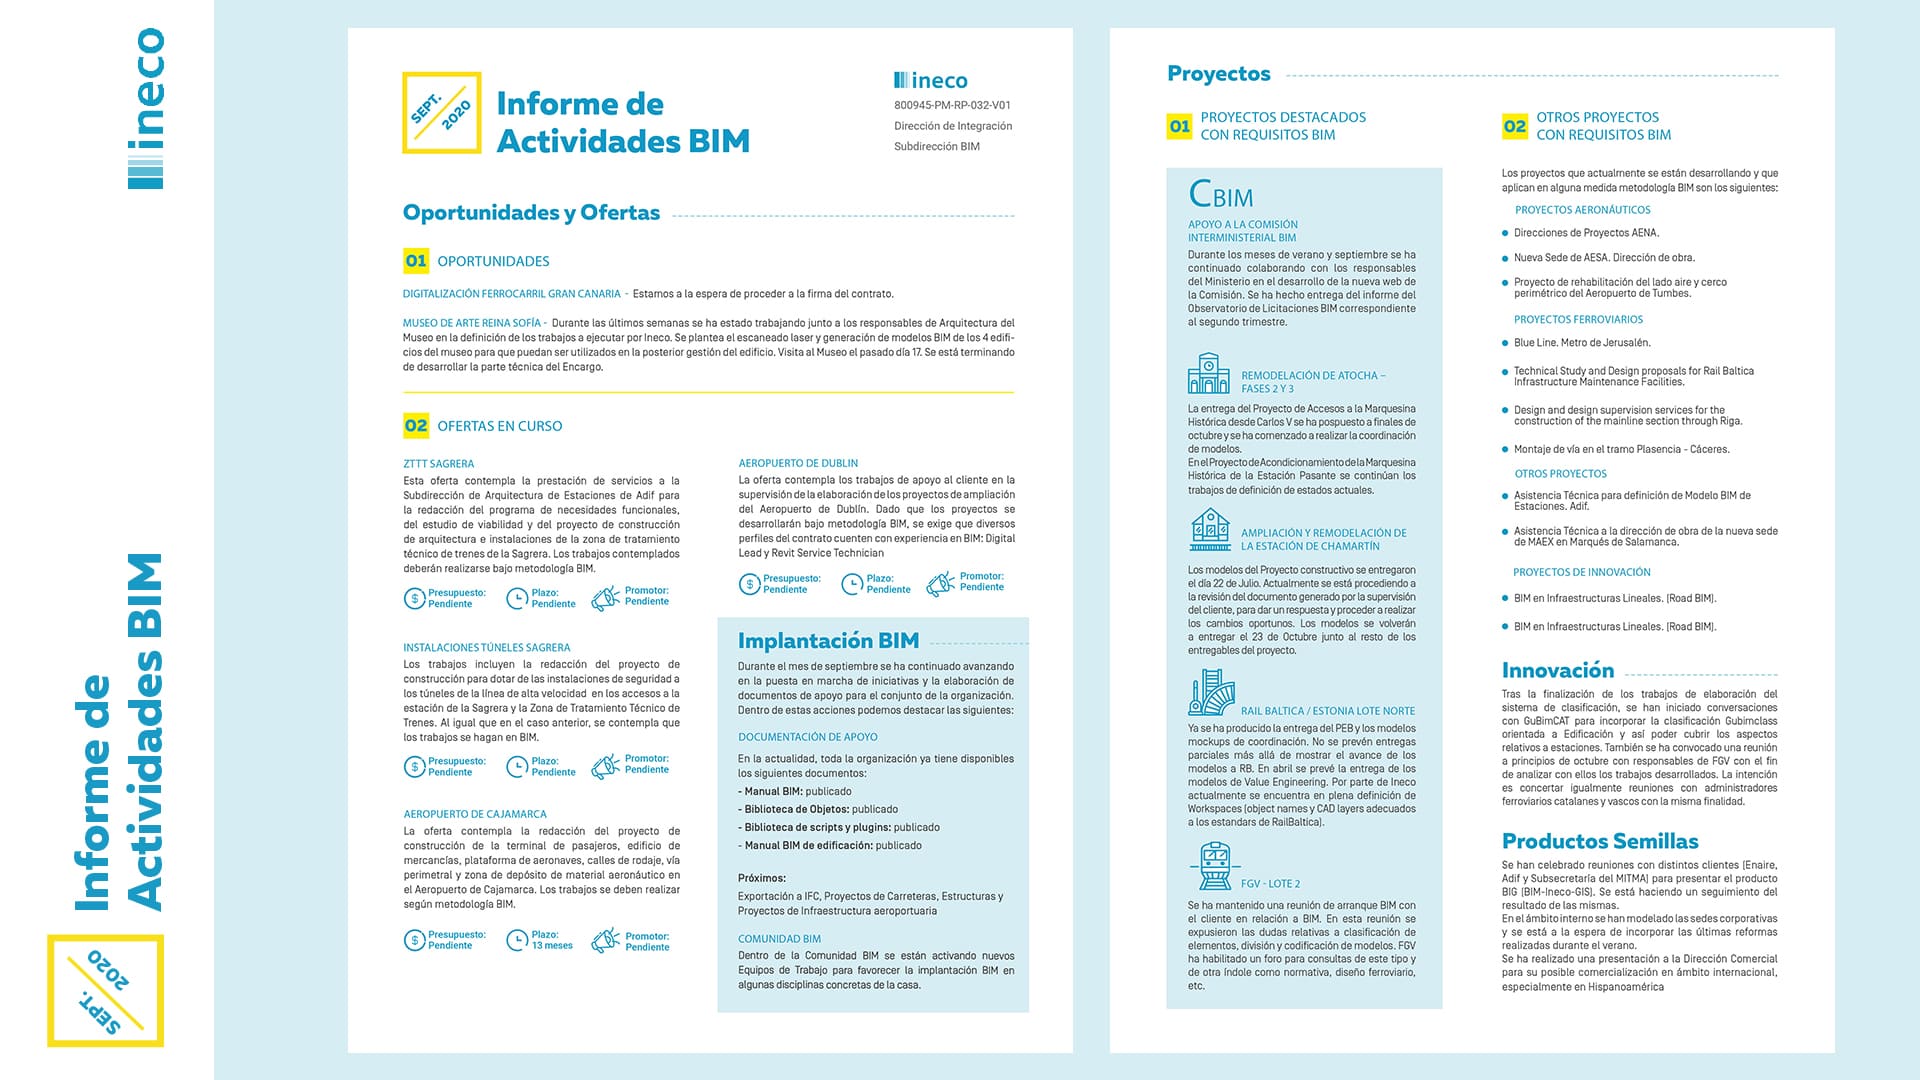 ineco
Informe de
Actividades BIM
SEPT.
2020
SEPT.
2020
Informe de
Actividades BIM
ineco
800945-PM-RP-032-V01
Dirección de Integración
Subdirección BIM
Oportunidades y Ofertas
01 OPORTUNIDADES
DIGITALIZACIÓN FERROCARRIL GRAN CANARIA - Estamos a la espera de proceder a la firma del contrato.
MUSEO DE ARTE REINA SOFÍA - Durante las últimas semanas se ha estado trabajando junto a los responsables de Arquitectura del
Museo en la definición de los trabajos a ejecutar por Ineco. Se plantea el escaneado laser y generación de modelos BIM de los 4 edifi-
cios del museo para que puedan ser utilizados en la posterior gestión del edificio. Visita al Museo el pasado día 17. Se está terminando
de desarrollar la parte técnica del Encargo.
02 OFERTAS EN CURSO
ZTTT SAGRERA
Esta oferta contempla la prestación de servicios a la
Subdirección de Arquitectura de Estaciones de Adif para
la redacción del programa de necesidades funcionales,
del estudio de viabilidad y del proyecto de construcción
de arquitectura e instalaciones de la zona de tratamiento
técnico de trenes de la Sagrera. Los trabajos contemplados
deberán realizarse bajo metodología BIM.
Presupuesto: Plazo: Promotor:
Pendiente Pendiente Pendiente
INSTALACIONES TÚNELES SAGRERA
Los trabajos incluyen la redacción del proyecto de
construcción para dotar de las instalaciones de seguridad a
los túneles de la línea de alta velocidad en los accesos a la
estación de la Sagrera y la Zona de Tratamiento Técnico de
Trenes. Al igual que en el caso anterior, se contempla que
los trabajos se hagan en BIM.
Presupuesto: Plazo: Promotor:
Pendiente Pendiente Pendiente
AEROPUERTO DE CAJAMARCA
La oferta contempla la redacción del proyecto de
construcción de la terminal de pasajeros, edificio de
mercancías, plataforma de aeronaves, calles de rodaje, vía
perimetral y zona de depósito de material aeronáutico en
el Aeropuerto de Cajamarca. Los trabajos se deben realizar
según metodología BIM.
Presupuesto: Plazo: Promotor:
Pendiente 13 meses Pendiente
AEROPUERTO DE DUBLIN
La oferta contempla los trabajos de apoyo al cliente en la
supervisión de la elaboración de los proyectos de ampliación
del Aeropuerto de Dublín. Dado que los proyectos se
desarrollarán bajo metodología BIM, se exige que diversos
perfiles del contrato cuenten con experiencia en BIM: Digital
Lead y Revit Service Technician
Presupuesto: Plazo: Promotor:
Pendiente Pendiente Pendiente
Implantación BIM
Durante el mes de septiembre se ha continuado avanzando
en la puesta en marcha de iniciativas y la elaboración de
documentos de apoyo para el conjunto de la organización.
Dentro de estas acciones podemos destacar las siguientes:
DOCUMENTACIÓN DE APOYO
En la actualidad, toda la organización ya tiene disponibles
los siguientes documentos:
- Manual BIM: publicado
- Biblioteca de Objetos: publicado
- Biblioteca de scripts y plugins: publicado
- Manual BIM de edificación: publicado
Próximos:
Exportación a IFC, Proyectos de Carreteras, Estructuras y
Proyectos de Infraestructura aeroportuaria
COMUNIDAD BIM
Dentro de la Comunidad BIM se están activando nuevos
Equipos de Trabajo para favorecer la implantación BIM en
algunas disciplinas concretas de la casa.
Proyectos
01 PROYECTOS DESTACADOS
CON REQUISITOS BIM
CBIM
APOYO A LA COMISIÓN
INTERMINISTERIAL BIM
Durante los meses de verano y septiembre se ha
continuado colaborando con los responsables
del Ministerio en el desarrollo de la nueva web de
la Comisión. Se ha hecho entrega del informe del
Observatorio de Licitaciones BIM correspondiente
al segundo trimestre.
REMODELACIÓN DE ATOCHA –
FASES 2 Y 3
La entrega del Proyecto de Accesos a la Marquesina
Histórica desde Carlos V se ha pospuesto a finales de
octubre y se ha comenzado a realizar la coordinación
de modelos.
En el Proyecto de Acondicionamiento de la Marquesina
Histórica de la Estación Pasante se continúan los
trabajos de definición de estados actuales.
AMPLIACIÓN Y REMODELACIÓN DE
LA ESTACIÓN DE CHAMARTÍN
Los modelos del Proyecto constructivo se entregaron
el día 22 de Julio. Actualmente se está procediendo a
la revisión del documento generado por la supervisión
del cliente, para dar un respuesta y proceder a realizar
los cambios oportunos. Los modelos se volverán
a entregar el 23 de Octubre junto al resto de los
entregables del proyecto.
RAIL BALTICA / ESTONIA LOTE NORTE
Ya se ha producido la entrega del PEB y los modelos
mockups de coordinación. No se prevén entregas
parciales más allá de mostrar el avance de los
modelos a RB. En abril se prevé la entrega de los
modelos de Value Engineering. Por parte de Ineco
actualmente se encuentra en plena definición de
Workspaces (object names y CAD layers adecuados
a los estandars de RailBaltica).
FGV - LOTE 2
Se ha mantenido una reunión de arranque BIM con
el cliente en relación a BIM. En esta reunión se
expusieron las dudas relativas a clasificación de
elementos, división y codificación de modelos. FGV
ha habilitado un foro para consultas de este tipo y
de otra índole como normativa, diseño ferroviario,
etc.
02 OTROS PROYECTOS
CON REQUISITOS BIM
Los proyectos que actualmente se están desarrollando y que
aplican en alguna medida metodología BIM son los siguientes:
PROYECTOS AERONÁUTICOS
Direcciones de Proyectos AENA.
Nueva Sede de AESA. Dirección de obra.
Proyecto de rehabilitación del lado aire y cerco
perimétrico del Aeropuerto de Tumbes.
PROYECTOS FERROVIARIOS
Blue Line. Metro de Jerusalén.
Technical Study and Design proposals for Rail Baltica
Infrastructure Maintenance Facilities.
Design and design supervision services for the
construction of the mainline section through Riga.
Montaje de vía en el tramo Plasencia - Cáceres.
OTROS PROYECTOS
Asistencia Técnica para definición de Modelo BIM de
Estaciones. Adif.
Asistencia Técnica a la dirección de obra de la nueva sede
de MAEX en Marqués de Salamanca.
PROYECTOS DE INNOVACIÓN
BIM en Infraestructuras Lineales. (Road BIM).
BIM en Infraestructuras Lineales. (Road BIM).
Innovación
Tras la finalización de los trabajos de elaboración del
sistema de clasificación, se han iniciado conversaciones
con GuBimCAT para incorporar la clasificación Gubimclass
orientada a Edificación y así poder cubrir los aspectos
relativos a estaciones. También se ha convocado una reunión
a principios de octubre con responsables de FGV con el fin
de analizar con ellos los trabajos desarrollados. La intención
es concertar igualmente reuniones con administradores
ferroviarios catalanes y vascos con la misma finalidad.
Productos Semillas
Se han celebrado reuniones con distintos clientes (Enaire,
Adif y Subsecretaría del MITMA) para presentar el producto
BIG (BIM-Ineco-GIS). Se está haciendo un seguimiento del
resultado de las mismas.
En el ámbito interno se han modelado las sedes corporativas
y se está a la espera de incorporar las últimas reformas
realizadas durante el verano.
Se ha realizado una presentación a la Dirección Comercial
para su posible comercialización en ámbito internacional,
especialmente en Hispanoamérica